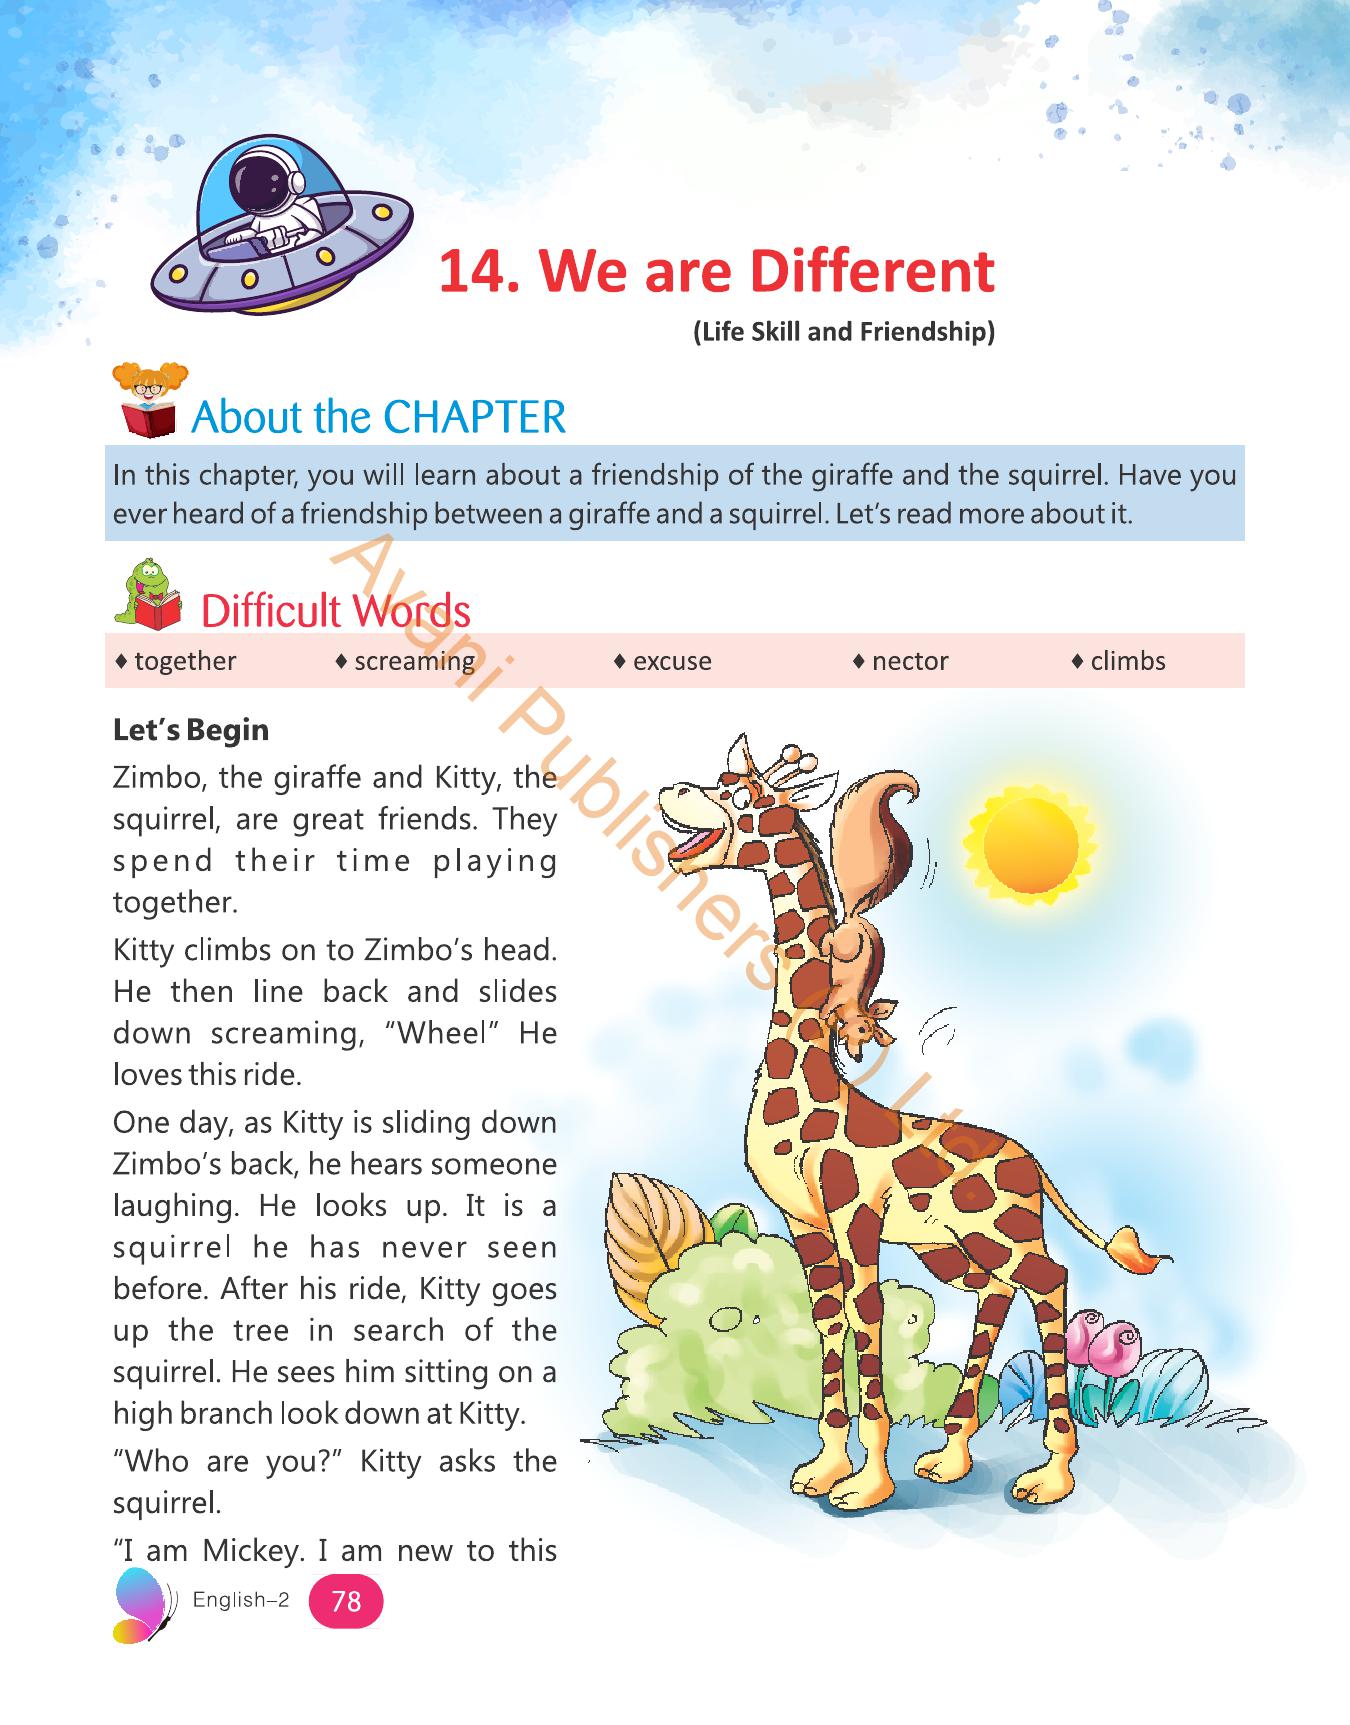 14. We are Different
(Life Skill and Friendship)
About the CHAPTER
In this chapter, you will learn about a friendship of the giraffe and the squirrel. Have you
ever heard of a friendship between a giraffe and a squirrel. Let’s read more about it.
Difficult Words
♦ together ♦ screaming ♦ excuse ♦ nector ♦ climbs
Let’s Begin
Zimbo, the giraffe and Kitty, the
squirrel, are great friends. They
spend their time playing
together.
Kitty climbs on to Zimbo’s head.
He then line back and slides
down screaming, “Wheel” He
loves this ride.
One day, as Kitty is sliding down
Zimbo’s back, he hears someone
laughing. He looks up. It is a
squirrel he has never seen
before. After his ride, Kitty goes
up the tree in search of the
squirrel. He sees him sitting on a
high branch look down at Kitty.
“Who are you?” Kitty asks the
squirrel.
“I am Mickey. I am new to this
English–2 78
Avani Publishers ( ) Ltd.